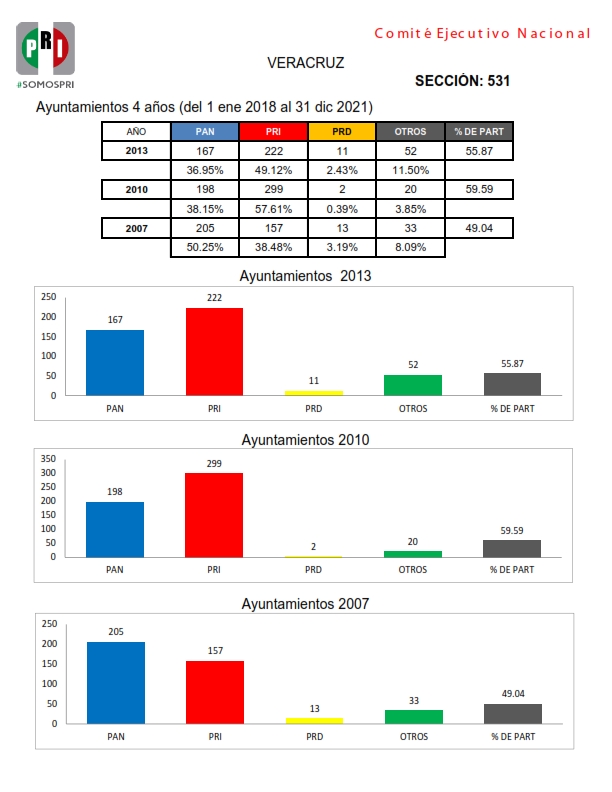 Comité Ejecutivo Nacional
PRI
#SOMOSPRI
VERACRUZ
SECCIÓN: 531
Ayuntamientos 4 años (del 1 ene 2018 al 31 dic 2021)
AÑO PAN PRI PRD OTROS % DE PART
2013 167 222 11 52 55.87
36.95% 49.12% 2.43% 11.50%
2010 198 299 2 20 59.59
38.15% 57.61% 0.39% 3.85%
2007 205 157 13 33 49.04
50.25% 38.48% 3.19% 8.09%
Ayuntamientos 2013
250
200
150
100
50
0
167 222 11 52 55.87
PAN PRI PRD OTROS % DE PART
Ayuntamientos 2010
350
300
250
200
150
100
50
0
198 299 2 20 59.59
PAN PRI PRD OTROS % DE PART
Ayuntamientos 2007
250
200
150
100
50
0
205 157 13 33 49.04
PAN PRI PRD OTROS % DE PART